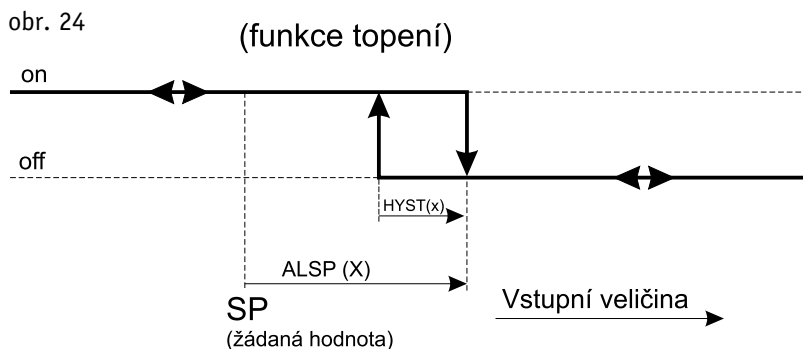 obr. 24
(funkce topení)
on
off
HYST(x)
ALSP (X)
SP
(žádaná hodnota)
Vstupní veličina